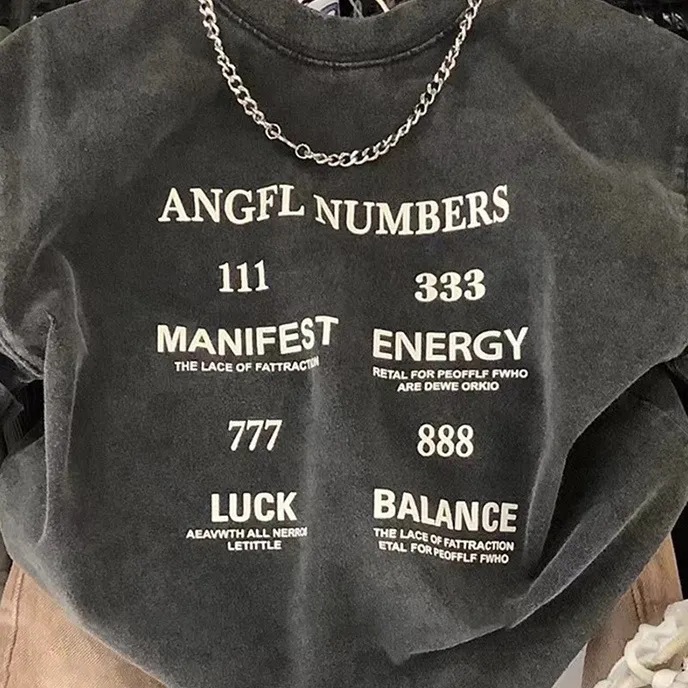 ANGFL NUMBERS
111
MANIFEST
THE LACE OF FATTRACTION
333
ENERGY
RETAL FOR PEOFFLF FWHO
ARE DEWE ORKIO
777
LUCK
AEAVWTH ALL
LETITTLE
888
BALANCE
THE LACE OF FATTRACTION
ETAL FOR PEOFFLF FWHO